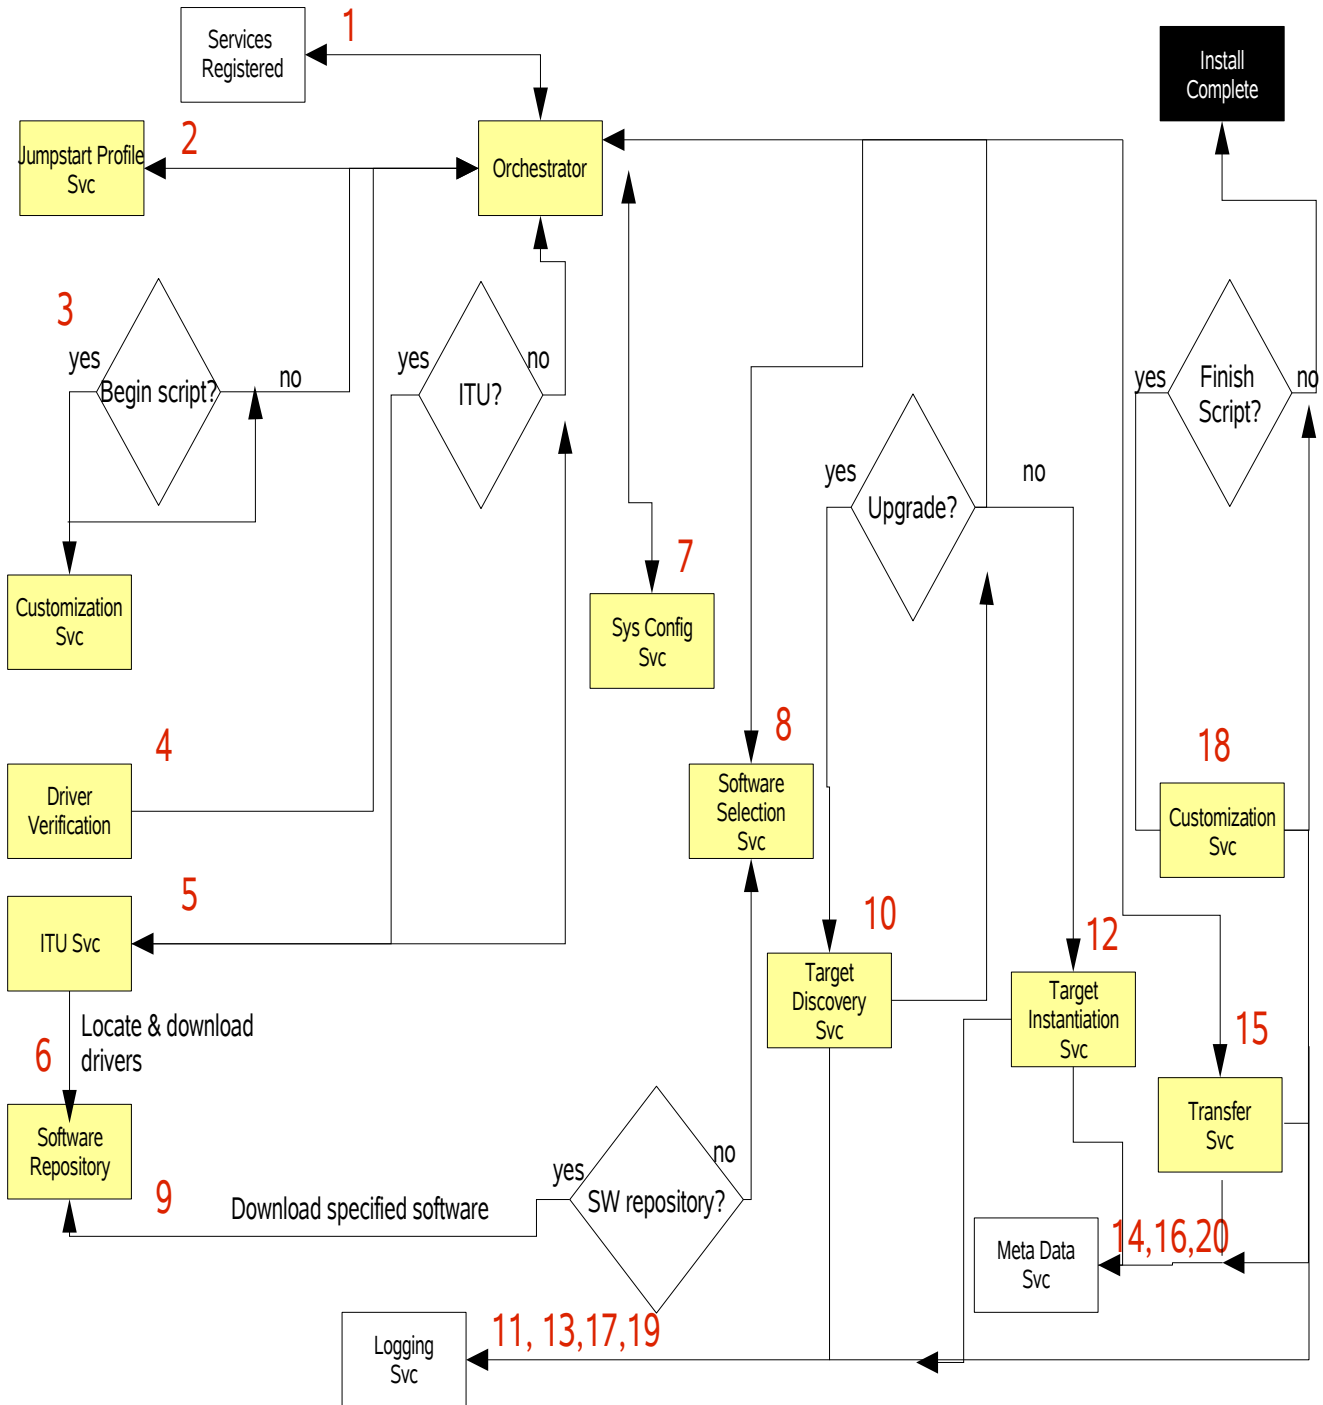 1
Services
Registered
Install
Complete
2
Jumpstart Profile
Svc
Orchestrator
3
yes
Begin script?
no
yes
ITU?
no
yes
Finish
Script?
no
yes
Upgrade?
no
7
Customization
Svc
Sys Config
Svc
4
Driver
Verification
8
Software
Selection
Svc
18
Customization
Svc
5
ITU Svc
10
Target
Discovery
Svc
12
Target
Instantiation
Svc
Locate & download
drivers
6
15
Software
Repository
Transfer
Svc
9
Download specified software
yes
SW repository?
no
14,16,20
Meta Data
Svc
11, 13,17,19
Logging
Svc